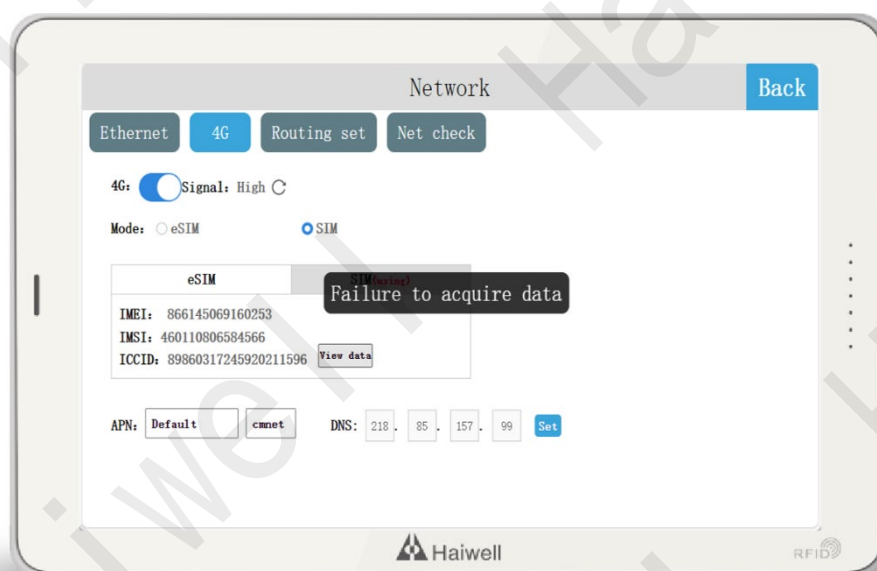 Network
Back
Ethernet 4G Routing set Net check
4G: Signal: High
Mode: eSIM SIM
eSIM SIM(using)
Failure to acquire data
IMEI: 866145069160253
IMSI: 460110806584566
ICCID: 89860317245920211596 View data
APN: Default cmnet DNS: 218. 85. 157. 99 Set
Haiwell
RFID